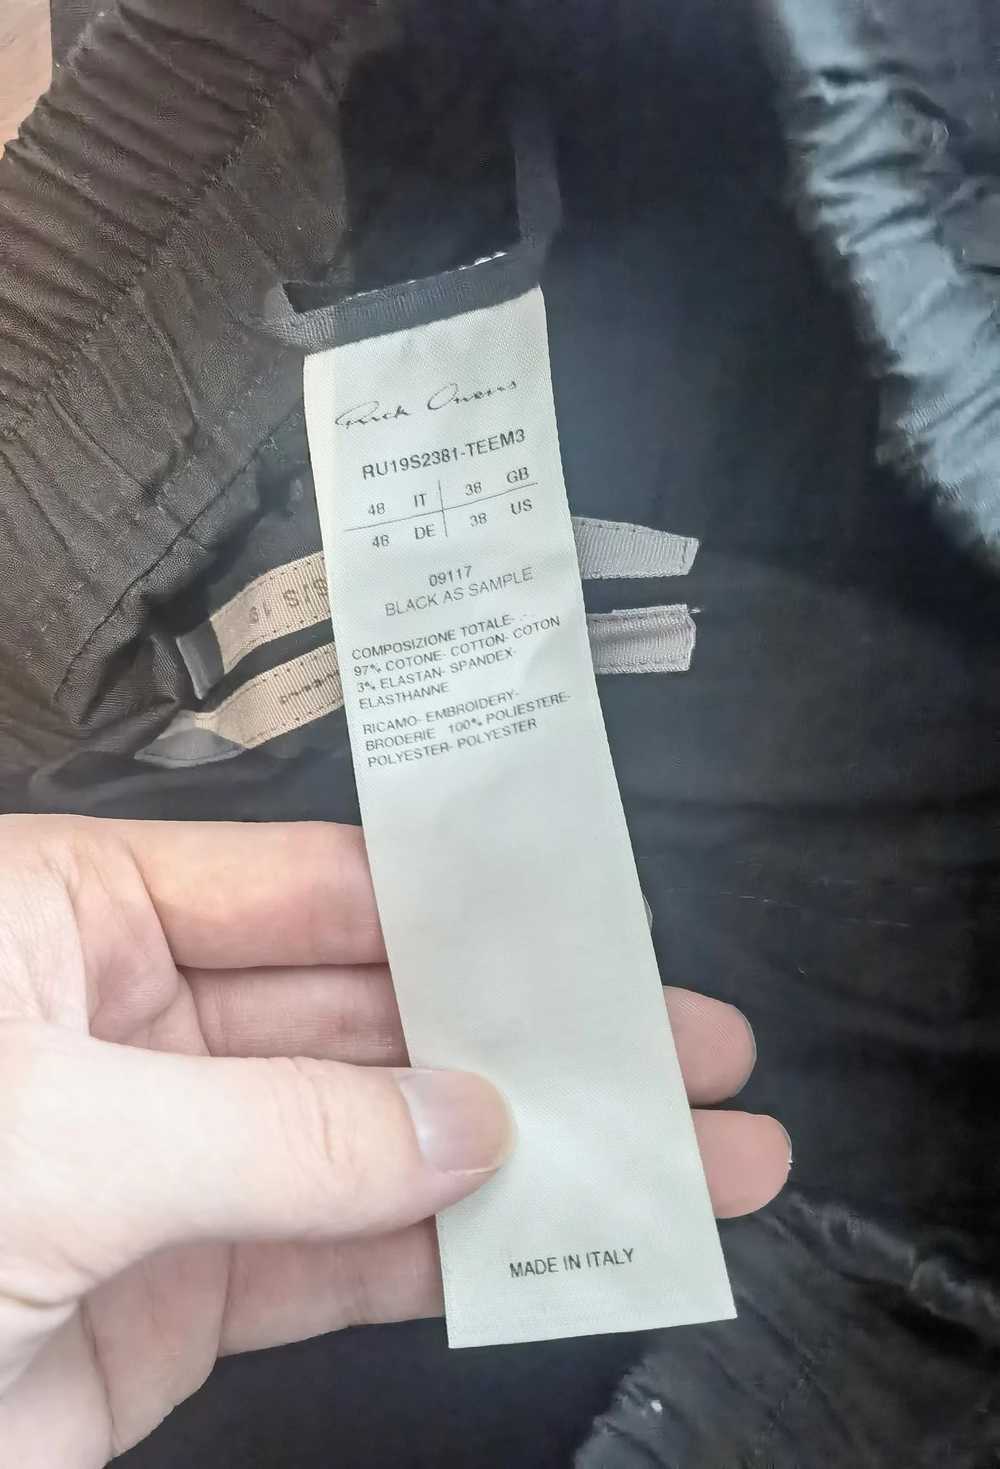 Rick Owens
RU19S2381-TEEM3
48 IT 38 GB
48 DE 38 US
09117
BLACK AS SAMPLE
COMPOSIZIONE TOTALE-
97% COTONE- COTTON- COTON
3% ELASTAN- SPANDEX-
ELASTHANNE
RICAMO- EMBROIDERY-
BRODERIE 100% POLIESTERE-
POLYESTER- POLYESTER
MADE IN ITALY
S/S 19